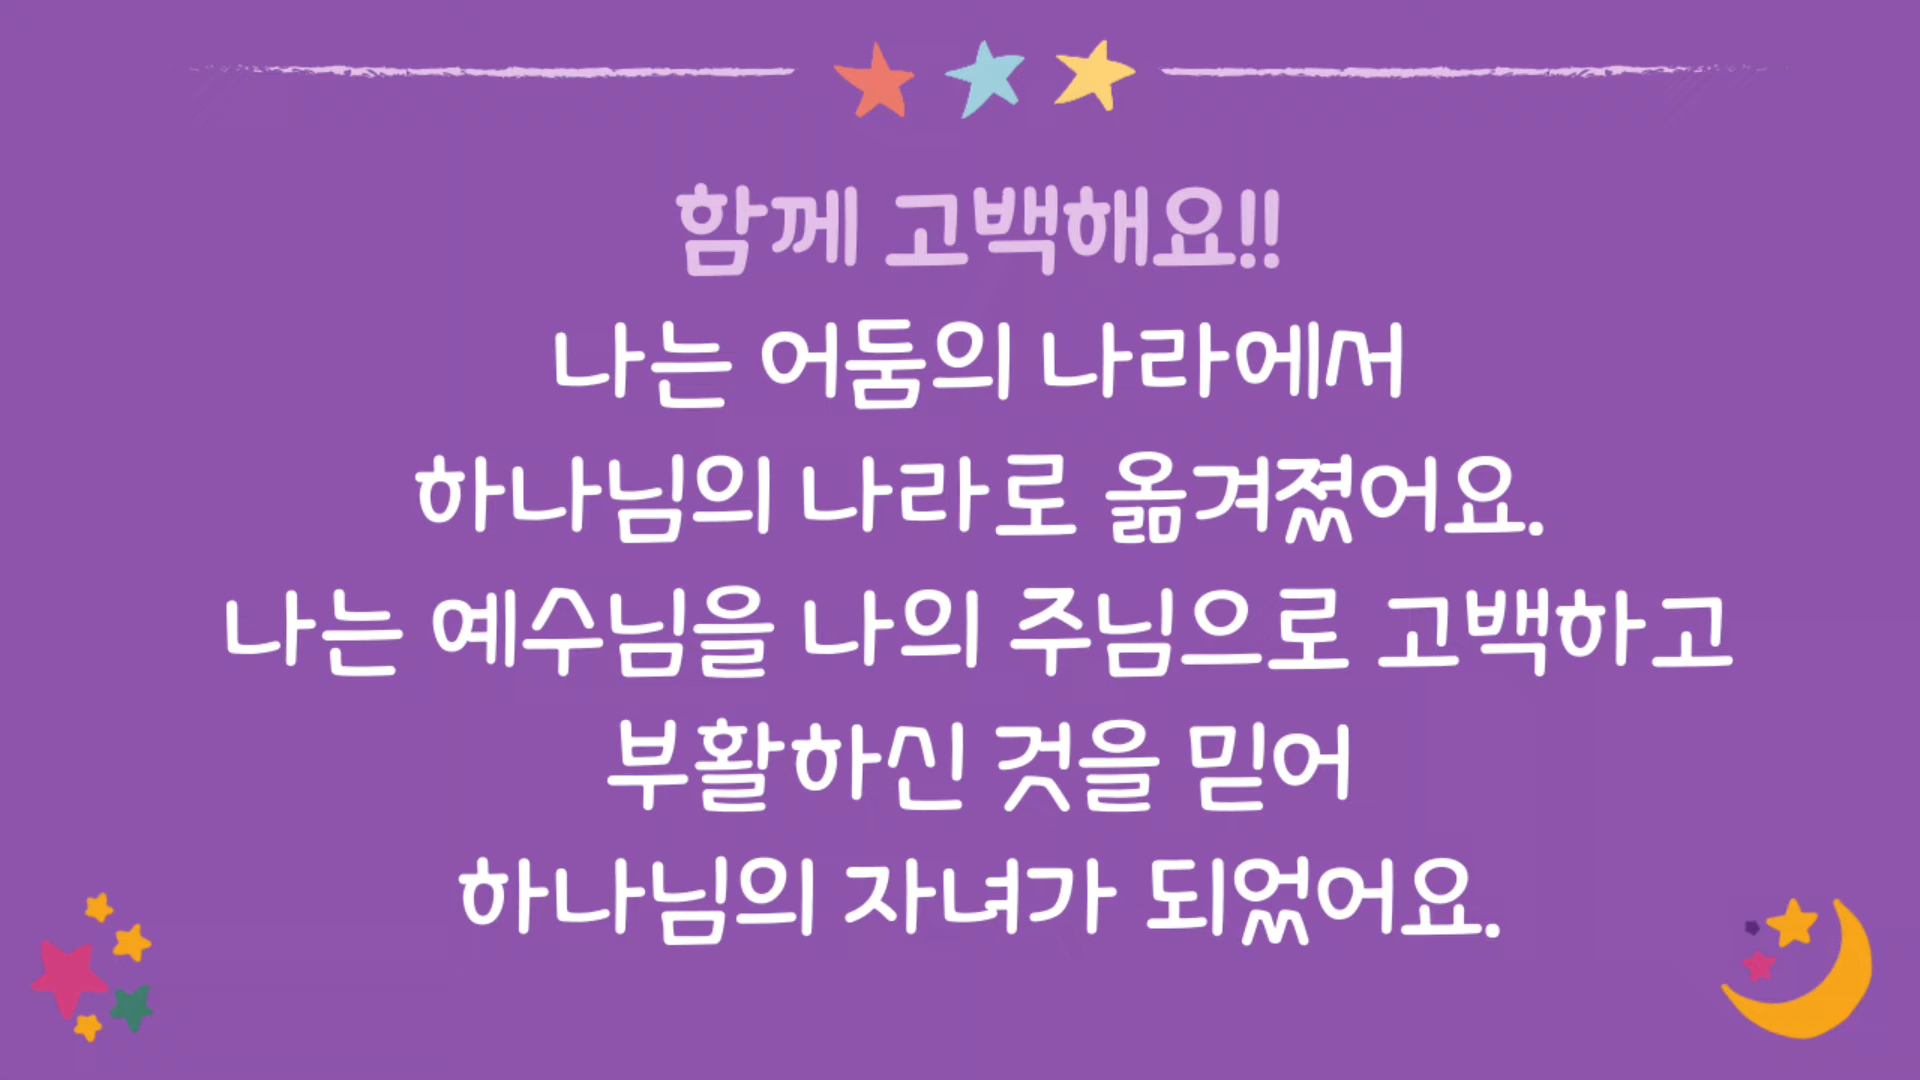 함께 고백해요!!
나는 어둠의 나라에서
하나님의 나라로 옮겨졌어요.
나는 예수님을 나의 주님으로 고백하고
부활하신 것을 믿어
하나님의 자녀가 되었어요.